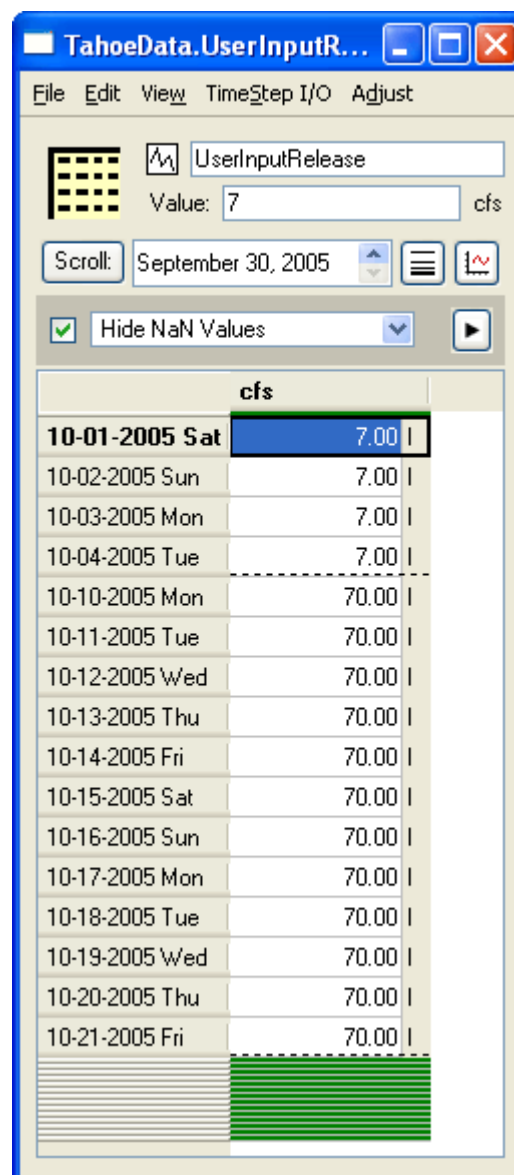 TahoeData.UserInputR...
File Edit View TimeStep I/O Adjust
UserInputRelease
Value: 7 cfs
Scroll: September 30, 2005
Hide NaN Values
cfs
10-01-2005 Sat 7.00 I
10-02-2005 Sun 7.00 I
10-03-2005 Mon 7.00 I
10-04-2005 Tue 7.00 I
10-10-2005 Mon 70.00 I
10-11-2005 Tue 70.00 I
10-12-2005 Wed 70.00 I
10-13-2005 Thu 70.00 I
10-14-2005 Fri 70.00 I
10-15-2005 Sat 70.00 I
10-16-2005 Sun 70.00 I
10-17-2005 Mon 70.00 I
10-18-2005 Tue 70.00 I
10-19-2005 Wed 70.00 I
10-20-2005 Thu 70.00 I
10-21-2005 Fri 70.00 I